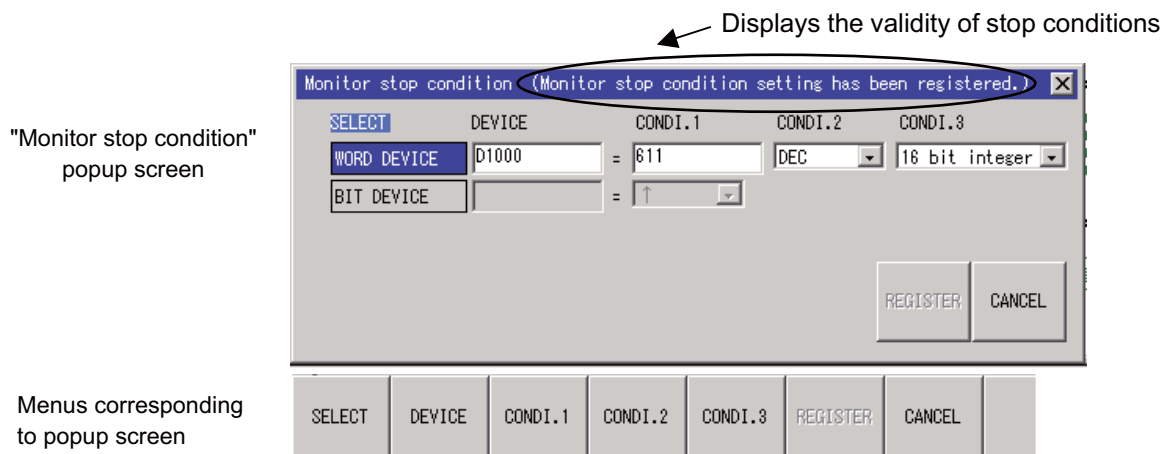 Displays the validity of stop conditions
Monitor stop condition (Monitor stop condition setting has been registered.)
SELECT DEVICE CONDI.1 CONDI.2 CONDI.3
"Monitor stop condition"
popup screen
WORD DEVICE D1000 = 611 DEC 16 bit integer
BIT DEVICE = ↑
REGISTER CANCEL
Menus corresponding
to popup screen
SELECT DEVICE CONDI.1 CONDI.2 CONDI.3 REGISTER CANCEL